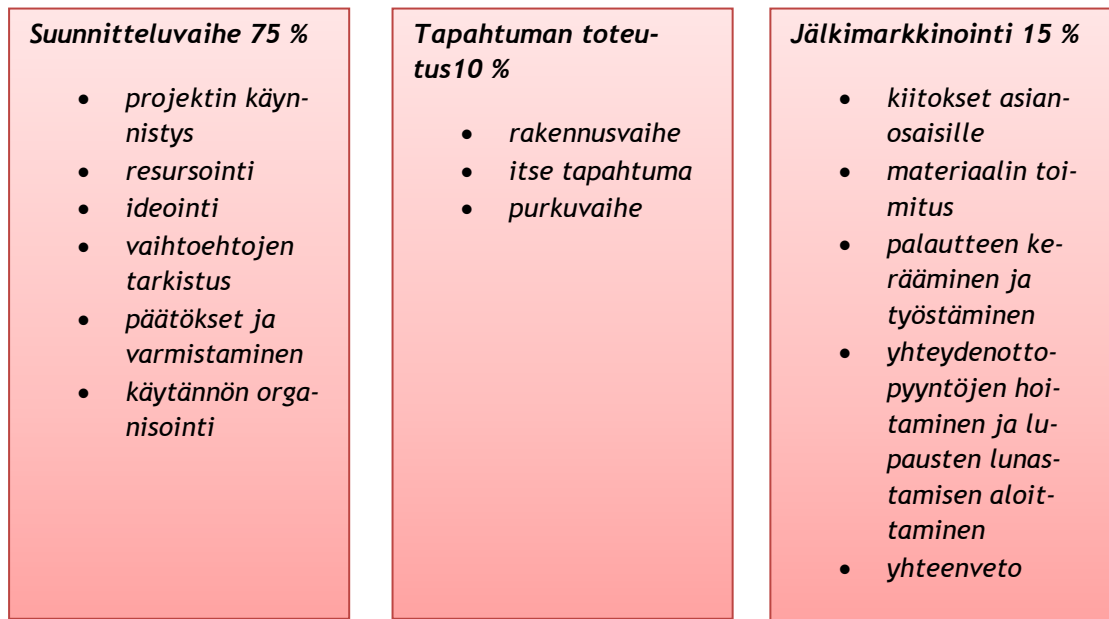 Suunnitteluvaihe 75 %
• projektin käyn-
nistys
• resursointi
• ideointi
• vaihtoehtojen
tarkistus
• päätökset ja
varmistaminen
• käytännön orga-
nisointi
Tapahtuman toteu-
tus10 %
• rakennusvaihe
• itse tapahtuma
• purkuvaihe
Jälkimarkkinointi 15 %
• kiitokset asian-
osaisille
• materiaalin toi-
mitus
• palautteen ke-
rääminen ja
työstäminen
• yhteydenotto-
pyyntöjen hoi-
taminen ja lu-
pausten lunas-
tamisen aloit-
taminen
• yhteenveto